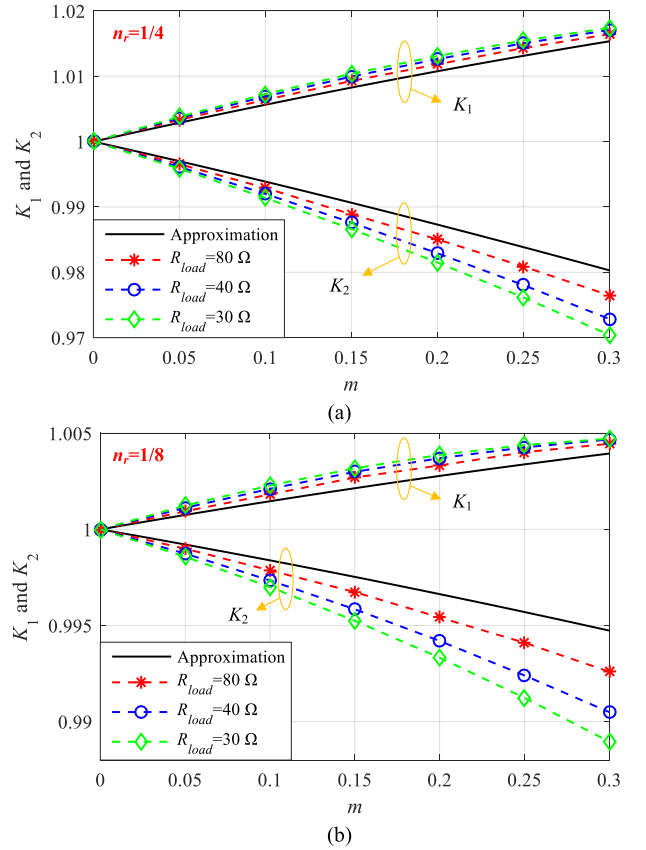 1.02
n_r=1/4
1.01
K_1
1
K_1 and K_2
0.99
Approximation
R_load=80 Ω
K_2
0.98
R_load=40 Ω
R_load=30 Ω
0.97
0 0.05 0.1 0.15 0.2 0.25 0.3
m
(a)
1.005
n_r=1/8
K_1
1
K_1 and K_2
K_2
0.995
Approximation
R_load=80 Ω
R_load=40 Ω
0.99
R_load=30 Ω
0 0.05 0.1 0.15 0.2 0.25 0.3
m
(b)